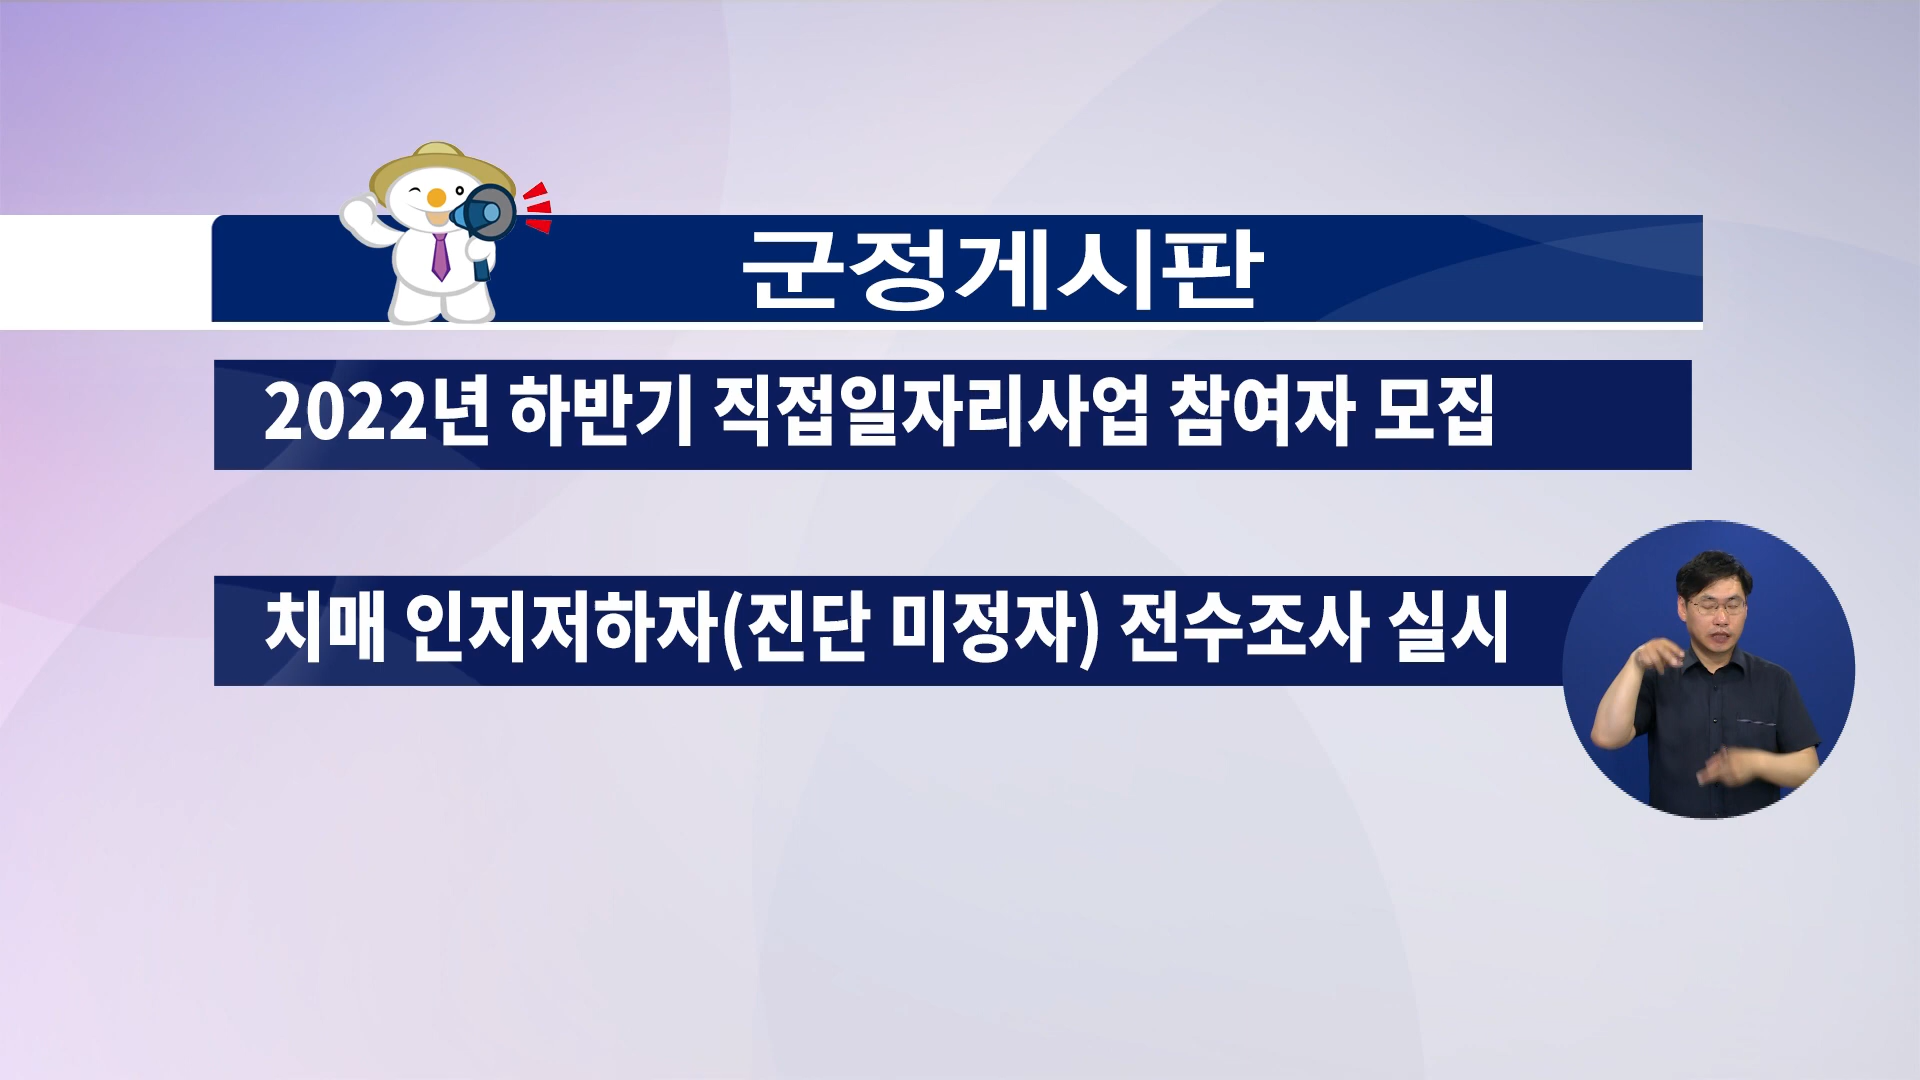 군정게시판
2022년 하반기 직접일자리사업 참여자 모집
치매 인지저하자(진단 미정자) 전수조사 실시